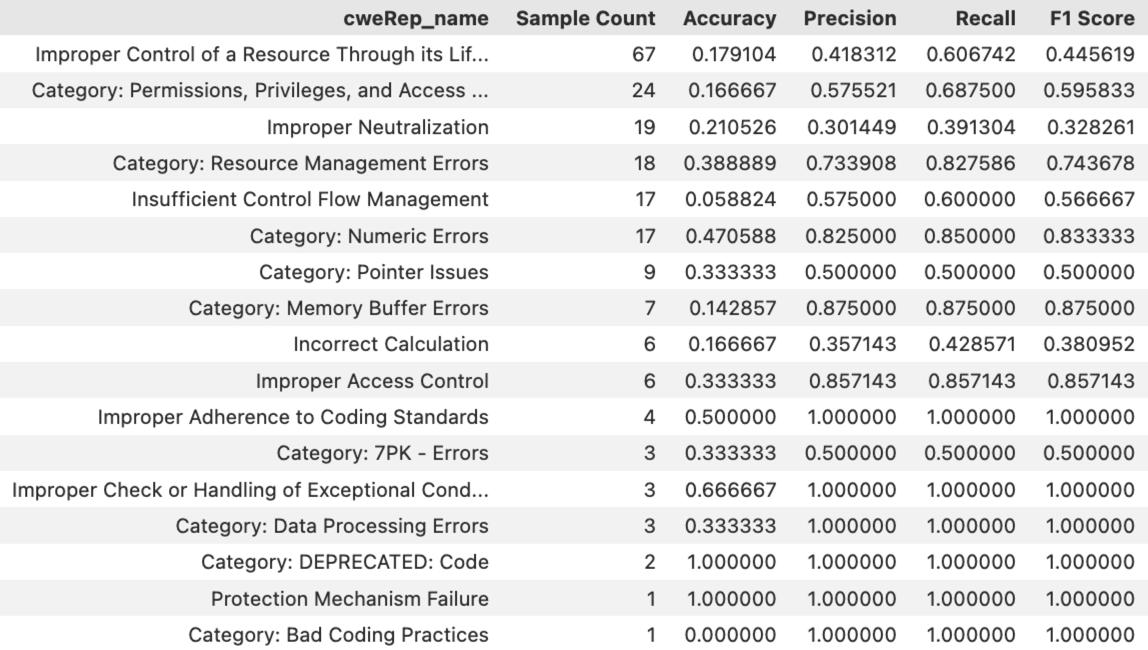 cweRep_name Sample Count Accuracy Precision Recall F1 Score
Improper Control of a Resource Through its Lif... 67 0.179104 0.418312 0.606742 0.445619
Category: Permissions, Privileges, and Access ... 24 0.166667 0.575521 0.687500 0.595833
Improper Neutralization 19 0.210526 0.301449 0.391304 0.328261
Category: Resource Management Errors 18 0.388889 0.733908 0.827586 0.743678
Insufficient Control Flow Management 17 0.058824 0.575000 0.600000 0.566667
Category: Numeric Errors 17 0.470588 0.825000 0.850000 0.833333
Category: Pointer Issues 9 0.333333 0.500000 0.500000 0.500000
Category: Memory Buffer Errors 7 0.142857 0.875000 0.875000 0.875000
Incorrect Calculation 6 0.166667 0.357143 0.428571 0.380952
Improper Access Control 6 0.333333 0.857143 0.857143 0.857143
Improper Adherence to Coding Standards 4 0.500000 1.000000 1.000000 1.000000
Category: 7PK - Errors 3 0.333333 0.500000 0.500000 0.500000
Improper Check or Handling of Exceptional Cond... 3 0.666667 1.000000 1.000000 1.000000
Category: Data Processing Errors 3 0.333333 1.000000 1.000000 1.000000
Category: DEPRECATED: Code 2 1.000000 1.000000 1.000000 1.000000
Protection Mechanism Failure 1 1.000000 1.000000 1.000000 1.000000
Category: Bad Coding Practices 1 0.000000 1.000000 1.000000 1.000000